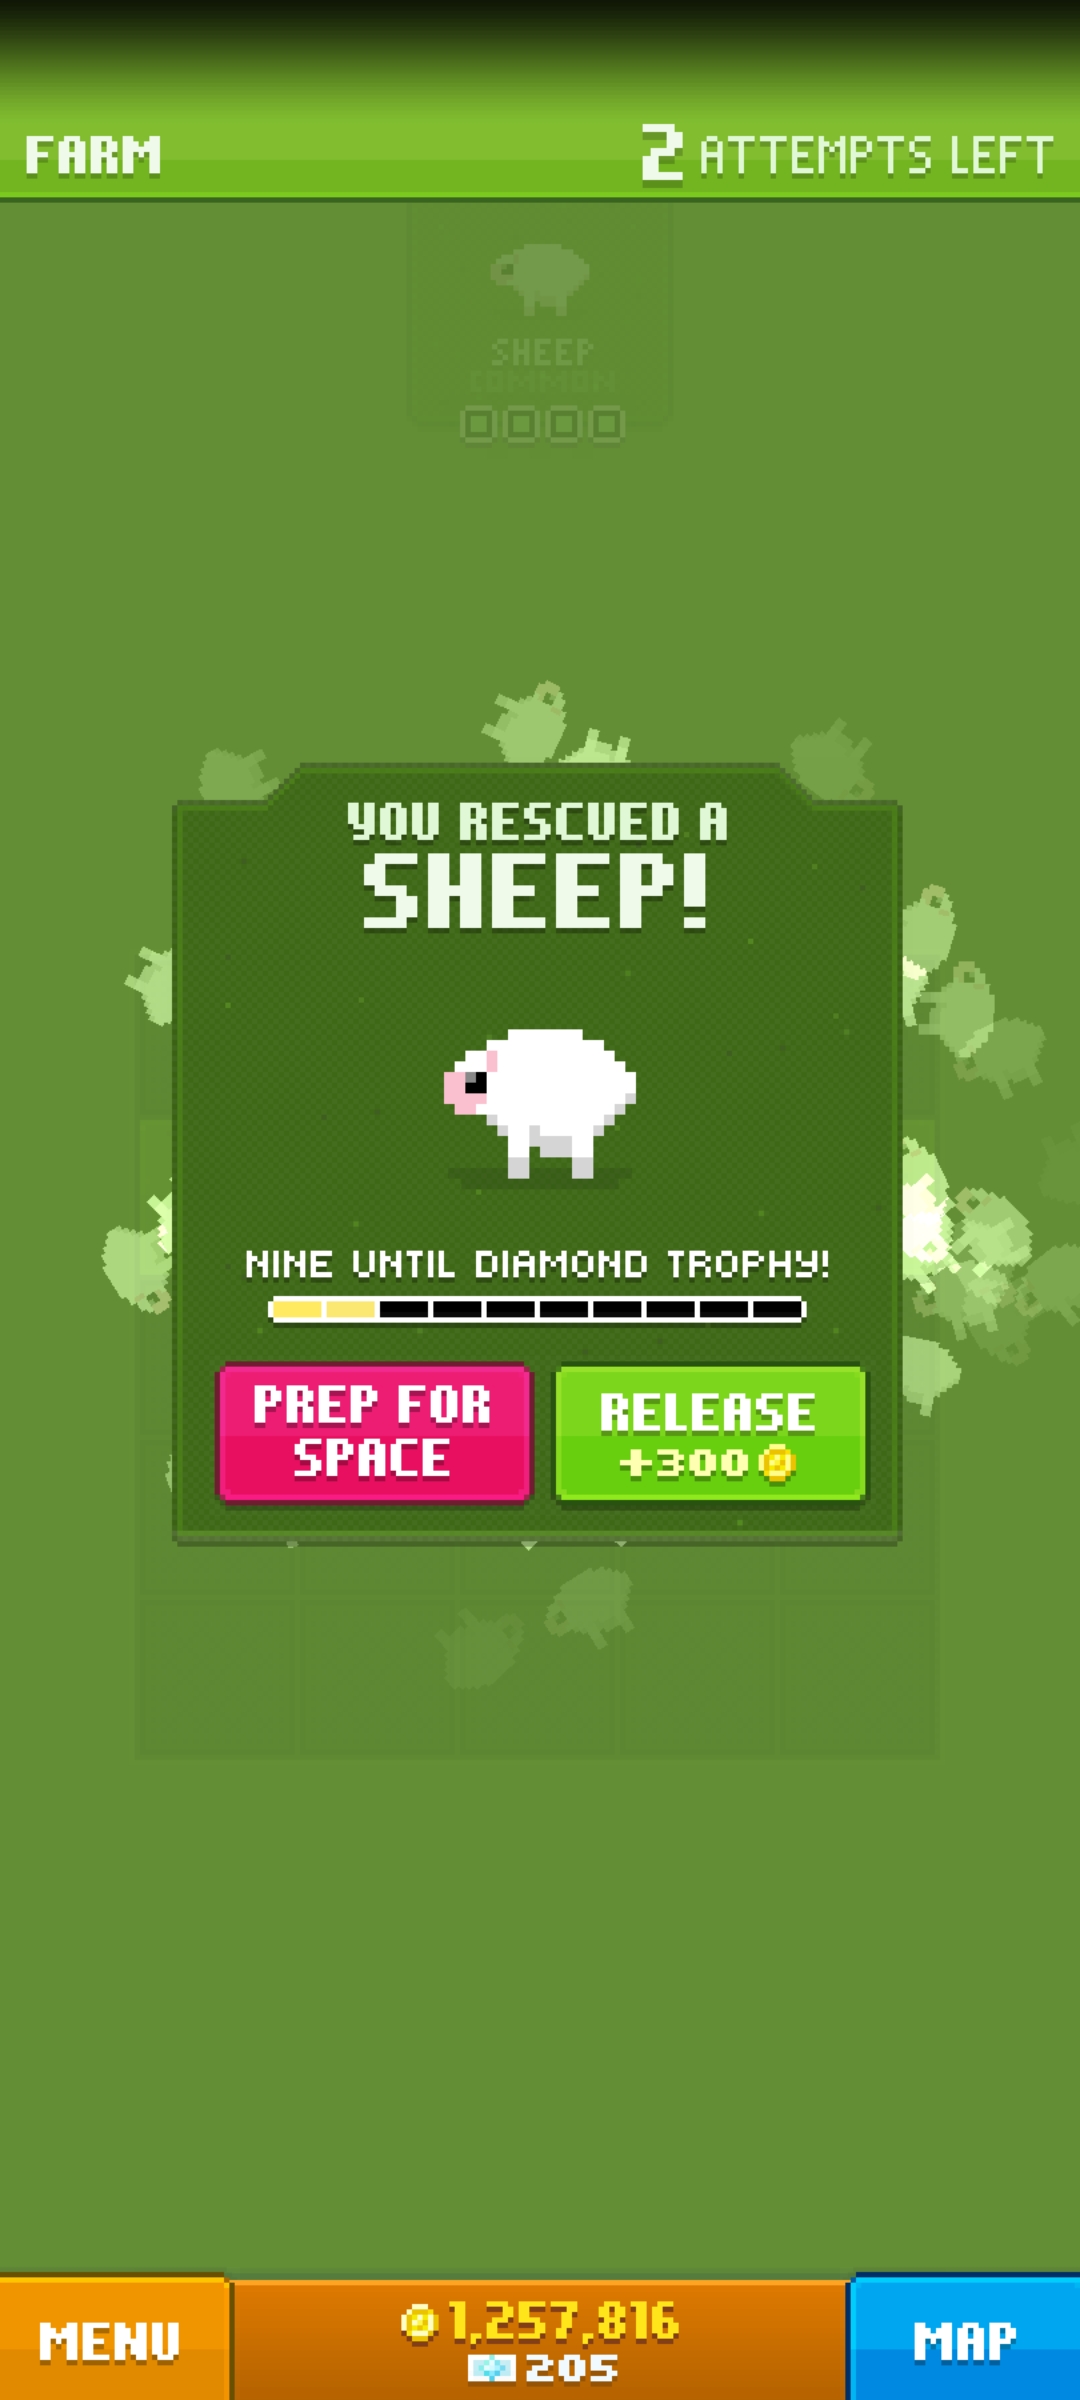 FARM
2 ATTEMPTS LEFT
SHEEP
COMMON
YOU RESCUED A
SHEEP!
NINE UNTIL DIAMOND TROPHY!
PREP FOR
SPACE
RELEASE
+300
MENU
1,257,816
205
MAP